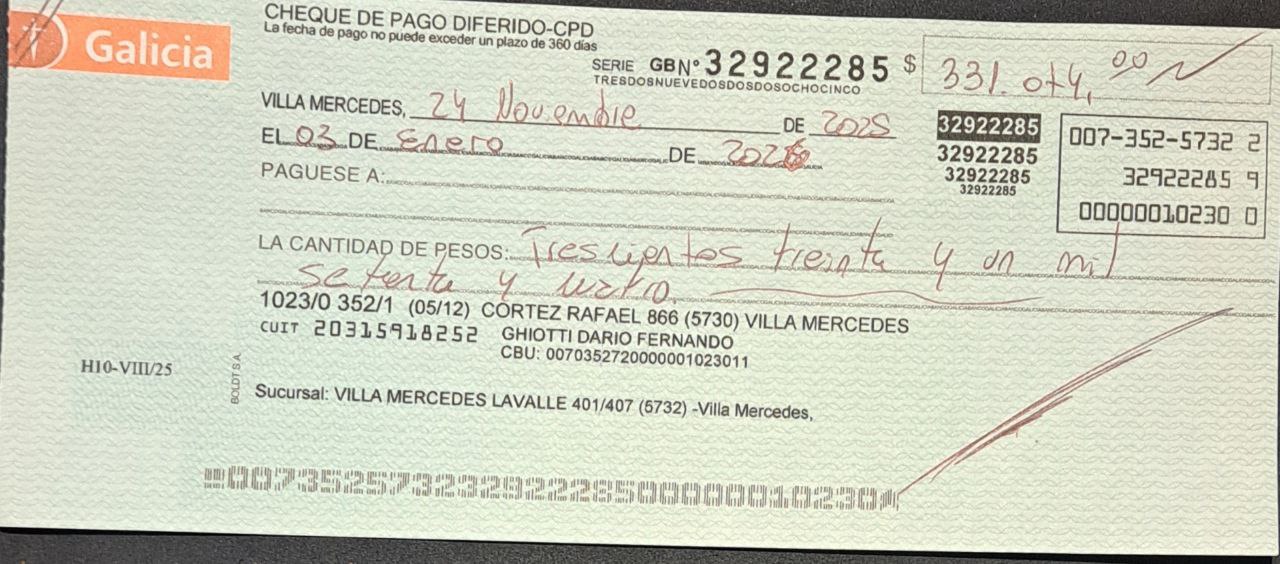 Galicia
CHEQUE DE PAGO DIFERIDO-CPD
La fecha de pago no puede exceder un plazo de 360 días
SERIE GB Nº 32922285 $ 331.074,00
TRESDOSNUEVEDOSDOSDOSOCHOCINCO
VILLA MERCEDES, 24 Noviembre DE 2025
EL 03 DE Enero DE 2026
PAGUESE A:
32922285
32922285
32922285
32922285
007-352-5732 2
32922285 9
00000010230 0
LA CANTIDAD DE PESOS: Trescientos treinta y un mil
setenta y cuatro
1023/0 352/1 (05/12) CORTEZ RAFAEL 866 (5730) VILLA MERCEDES
CUIT 20315918252 GHIOTTI DARIO FERNANDO
CBU: 0070352720000001023011
H10-VIII/25
BOLDT S.A.
Sucursal: VILLA MERCEDES LAVALLE 401/407 (5732) -Villa Mercedes,
00735257323292228500000010230